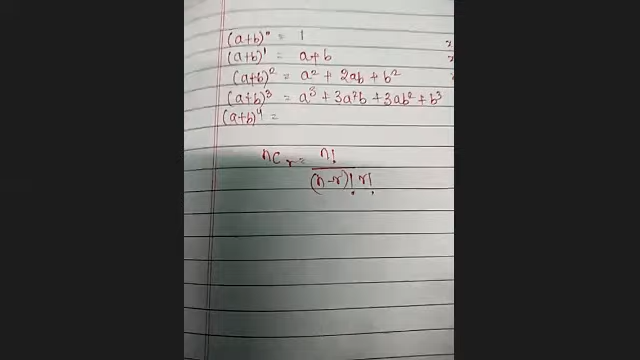 (a+b)⁰ = 1
(a+b)¹ = a+b
(a+b)² = a² + 2ab + b²
(a+b)³ = a³ + 3a²b + 3ab² + b³
(a+b)⁴ =
nCr = n! / (n-r)! r!